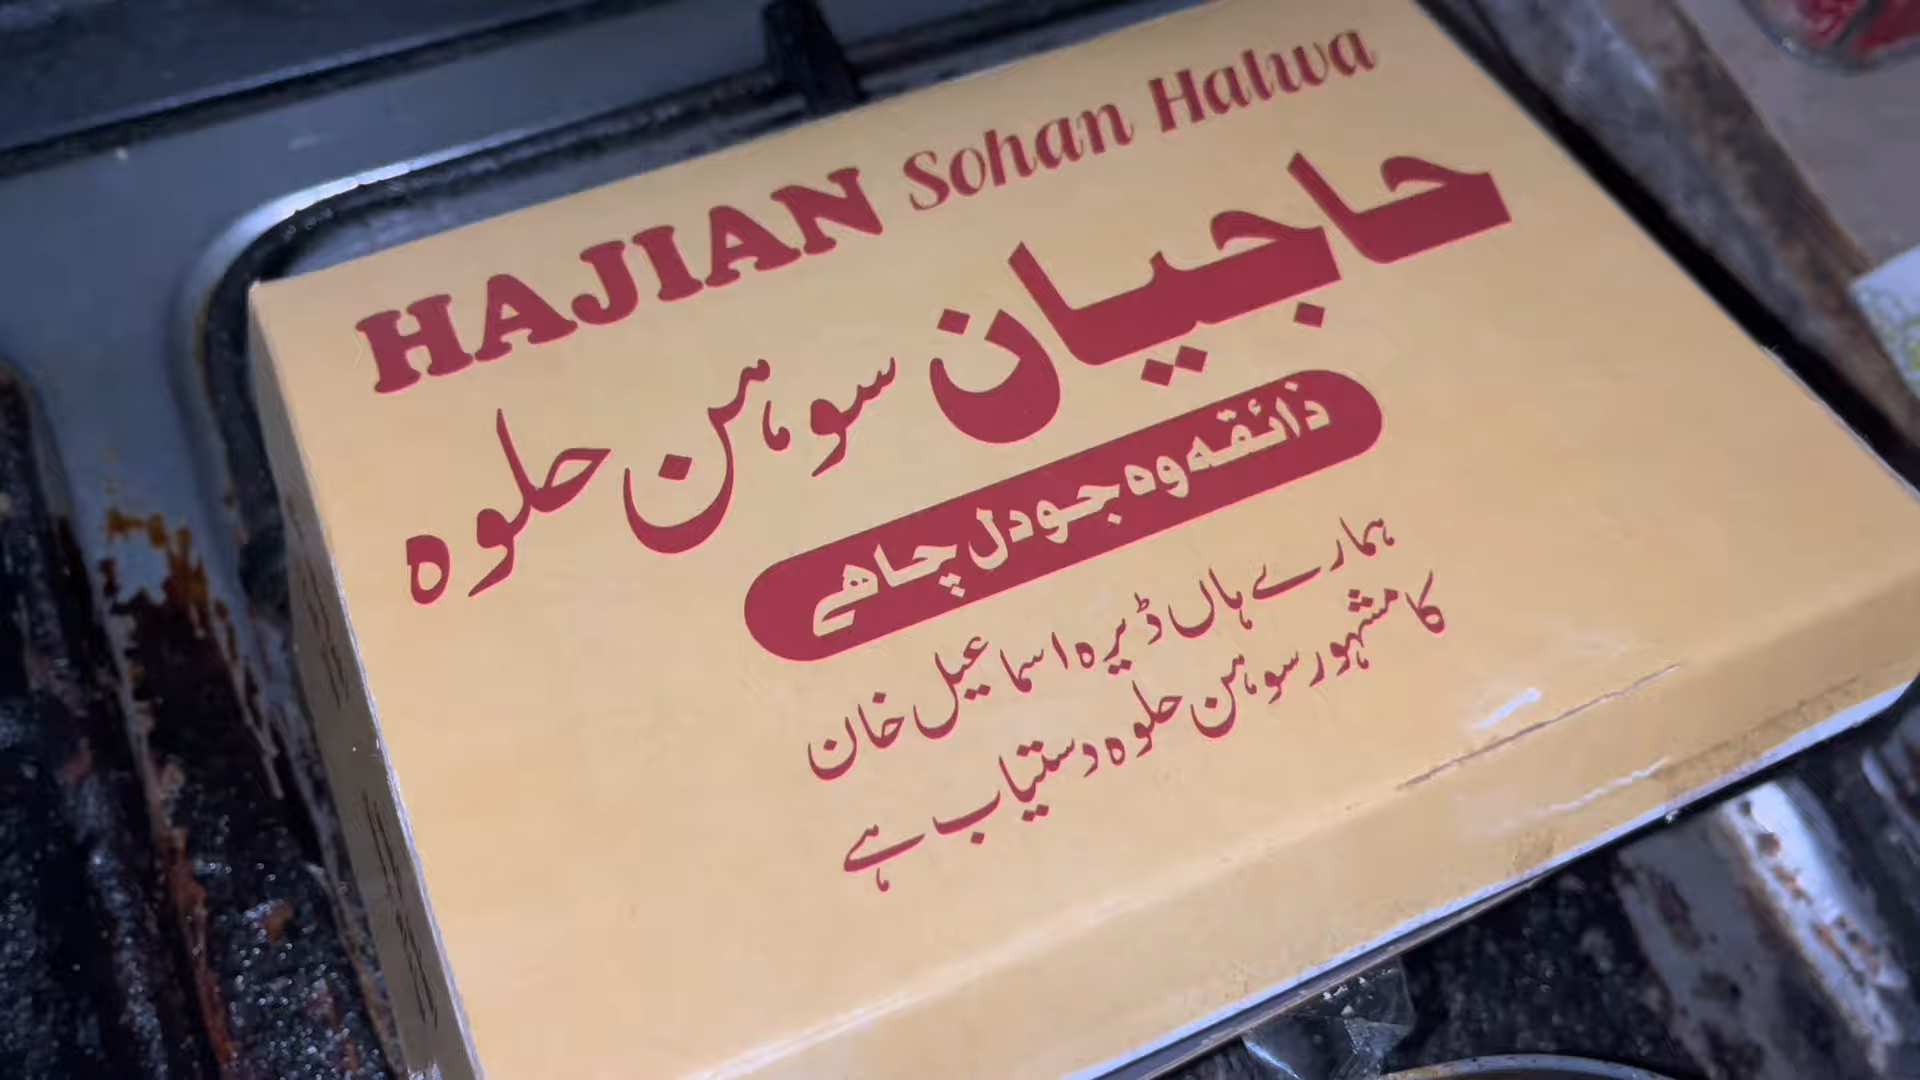 HAJIAN Sohan Halwa
حاجیان سوہن حلوہ
ذائقہ وہ جو دل چاہے
ہمارے ہاں ڈیرہ اسماعیل خان
کا مشہور سوہن حلوہ دستیاب ہے